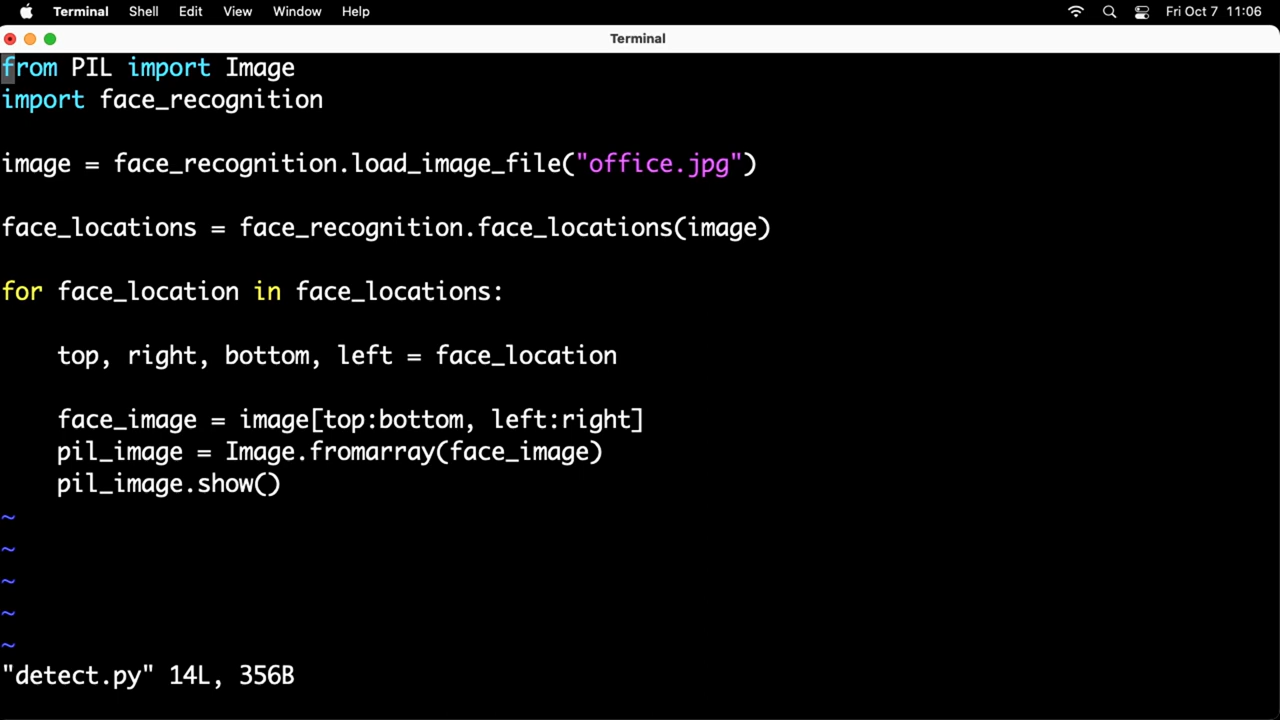 Terminal Shell Edit View Window Help Fri Oct 7 11:06
Terminal
from PIL import Image
import face_recognition
image = face_recognition.load_image_file("office.jpg")
face_locations = face_recognition.face_locations(image)
for face_location in face_locations:
    top, right, bottom, left = face_location
    face_image = image[top:bottom, left:right]
    pil_image = Image.fromarray(face_image)
    pil_image.show()
~
~
~
~
~
"detect.py" 14L, 356B